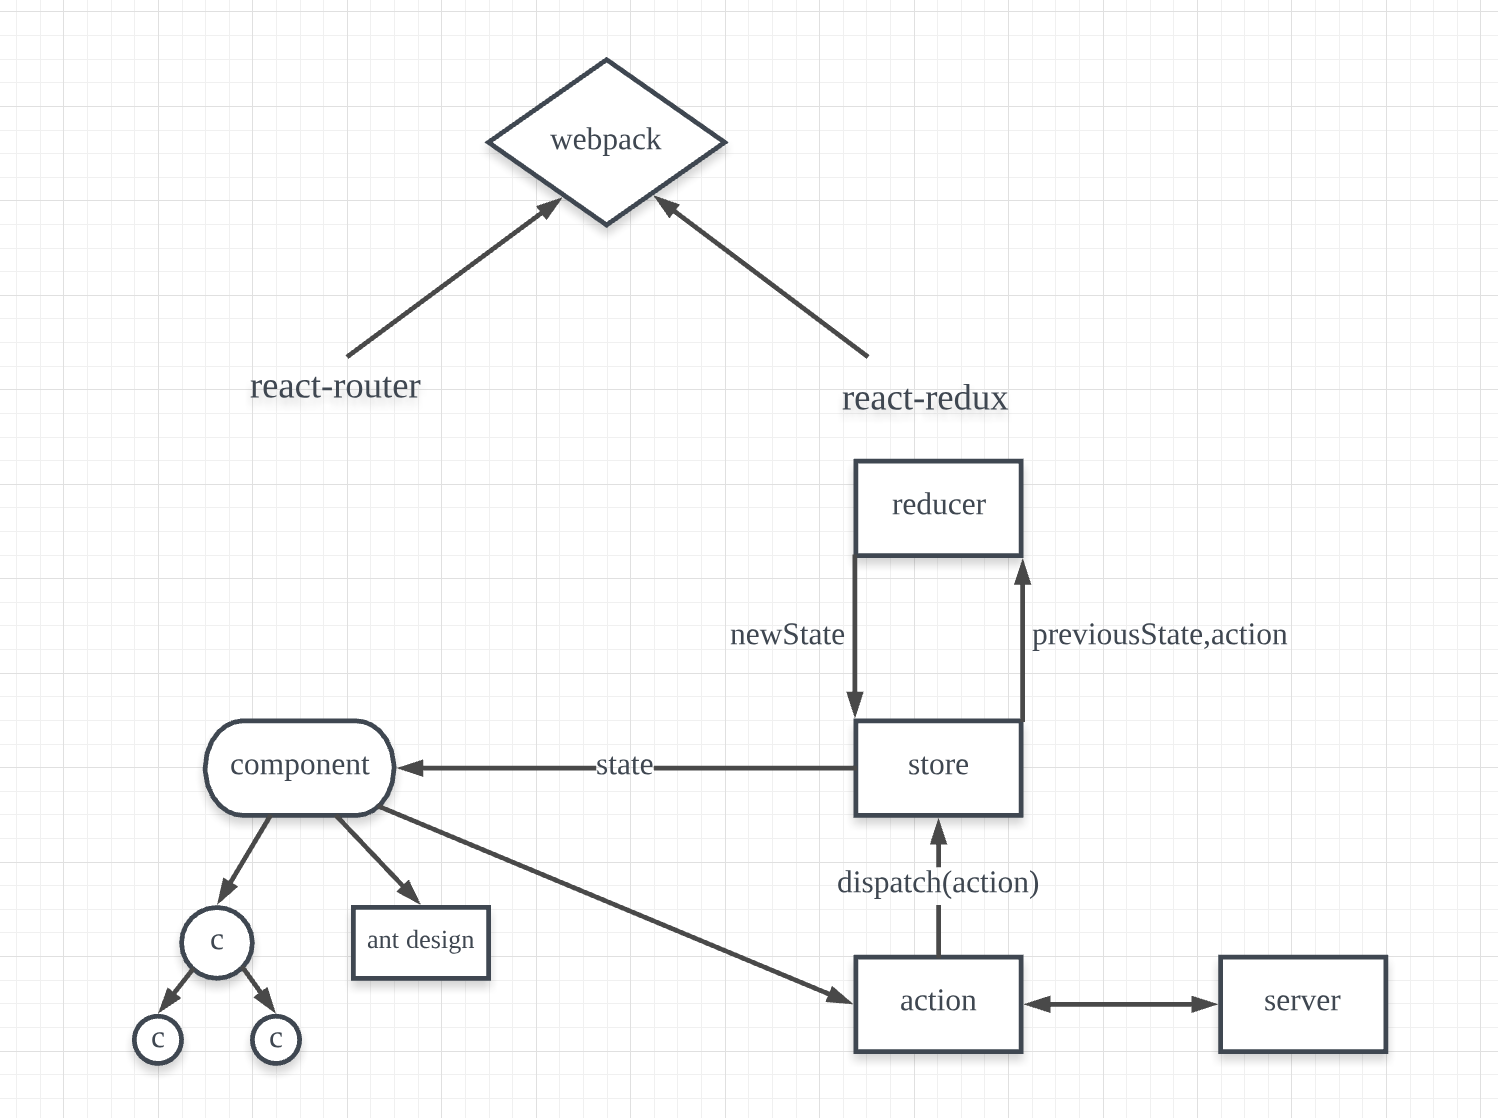 webpack
react-router
react-redux
reducer
newState
previousState,action
component
state
store
dispatch(action)
c
ant design
action
server
c
c